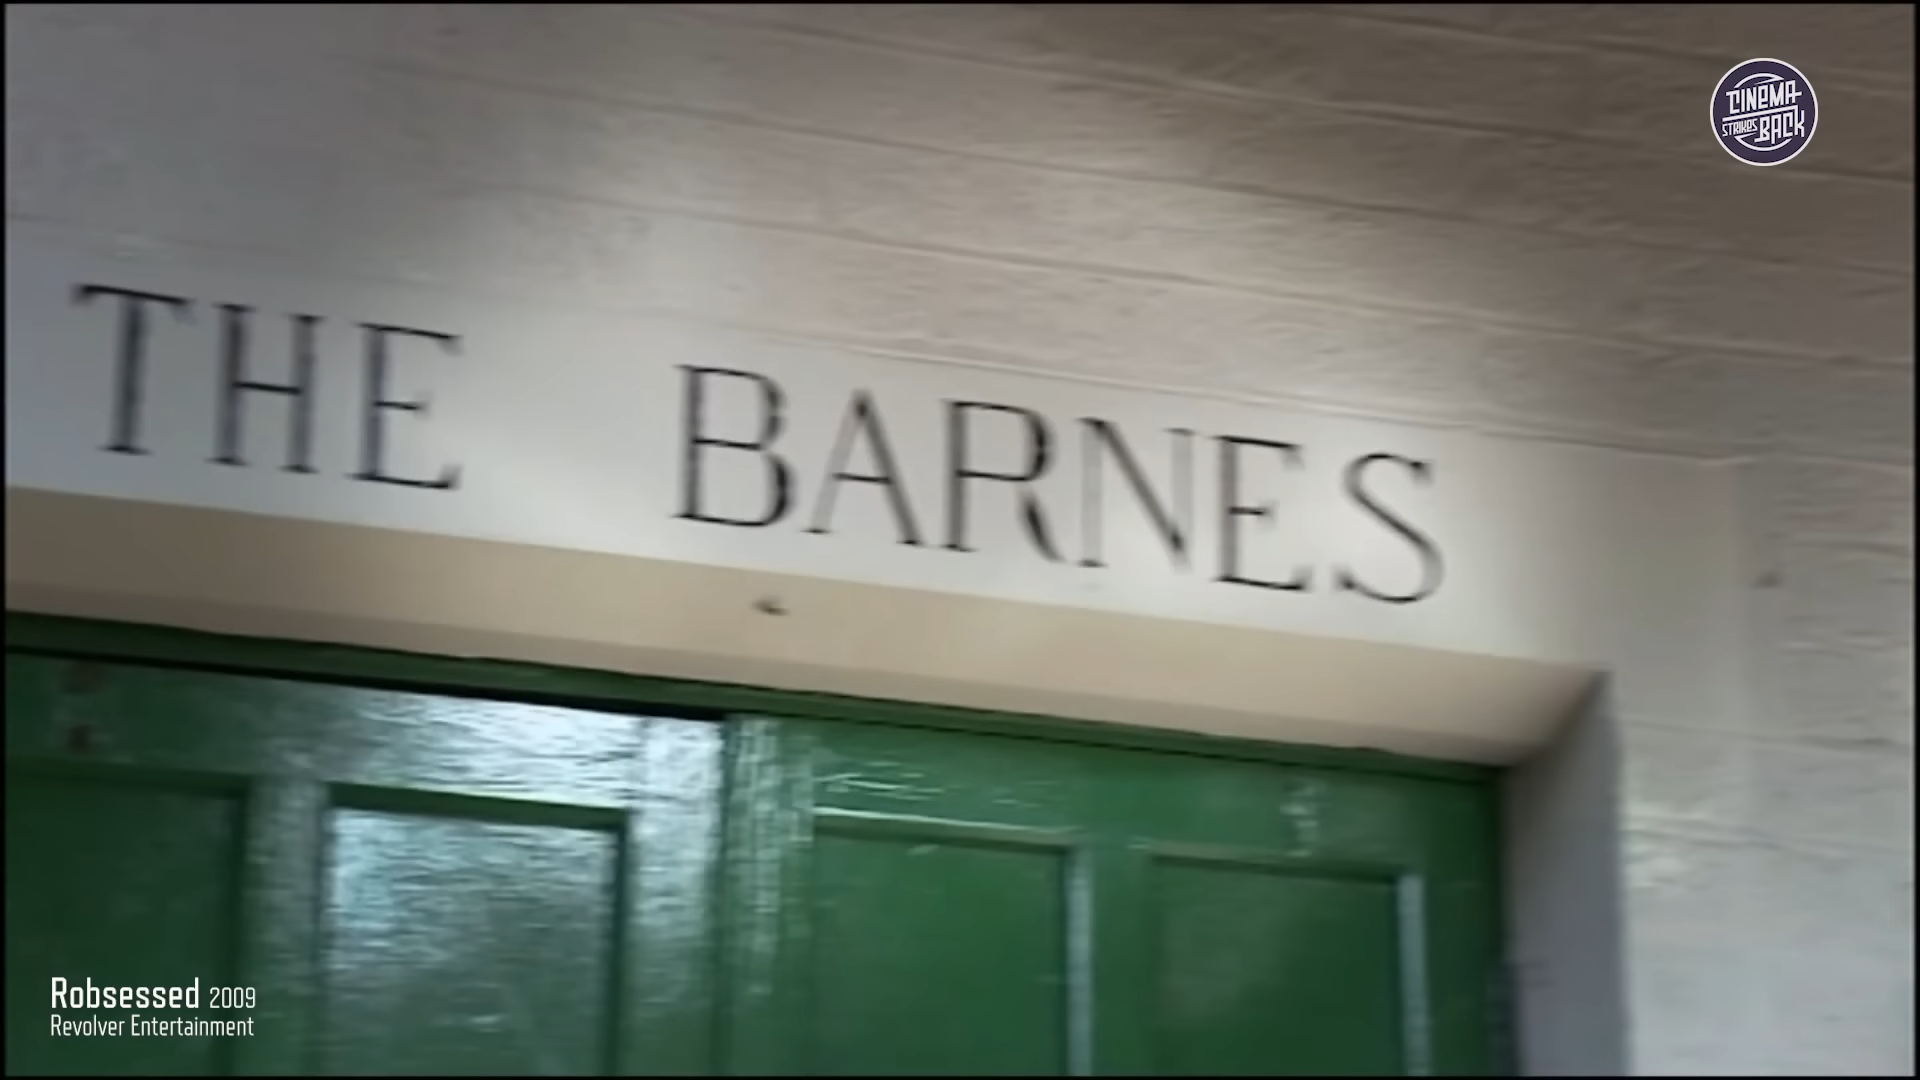 CINEMA
STRIKES BACK
THE BARNES
Robsessed 2009
Revolver Entertainment